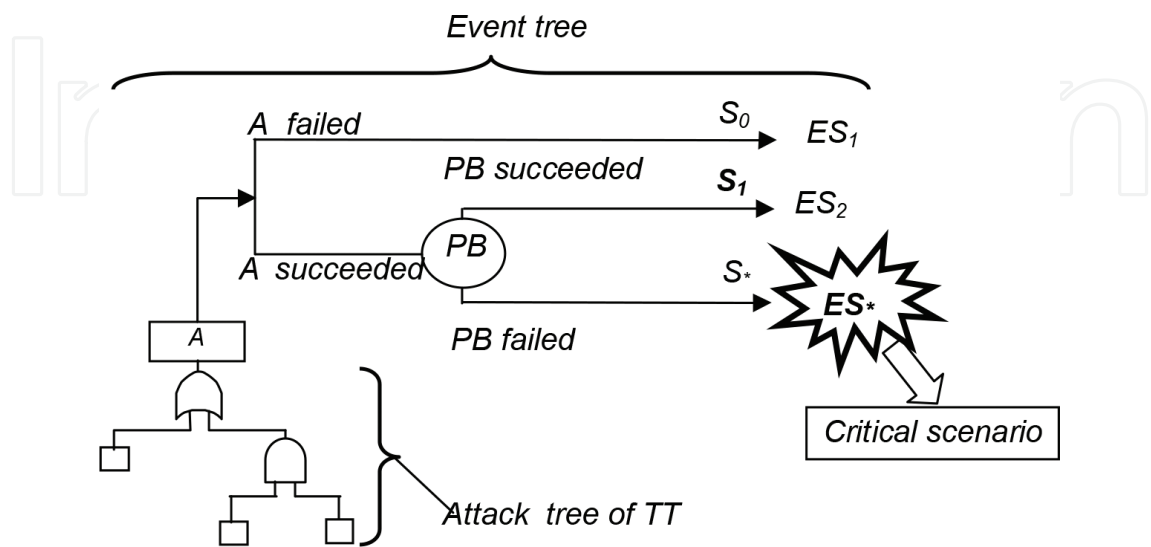 Event tree
A failed
S0
ES1
PB succeeded
S1
ES2
PB
A succeeded
S*
ES*
PB failed
A
Critical scenario
Attack tree of TT